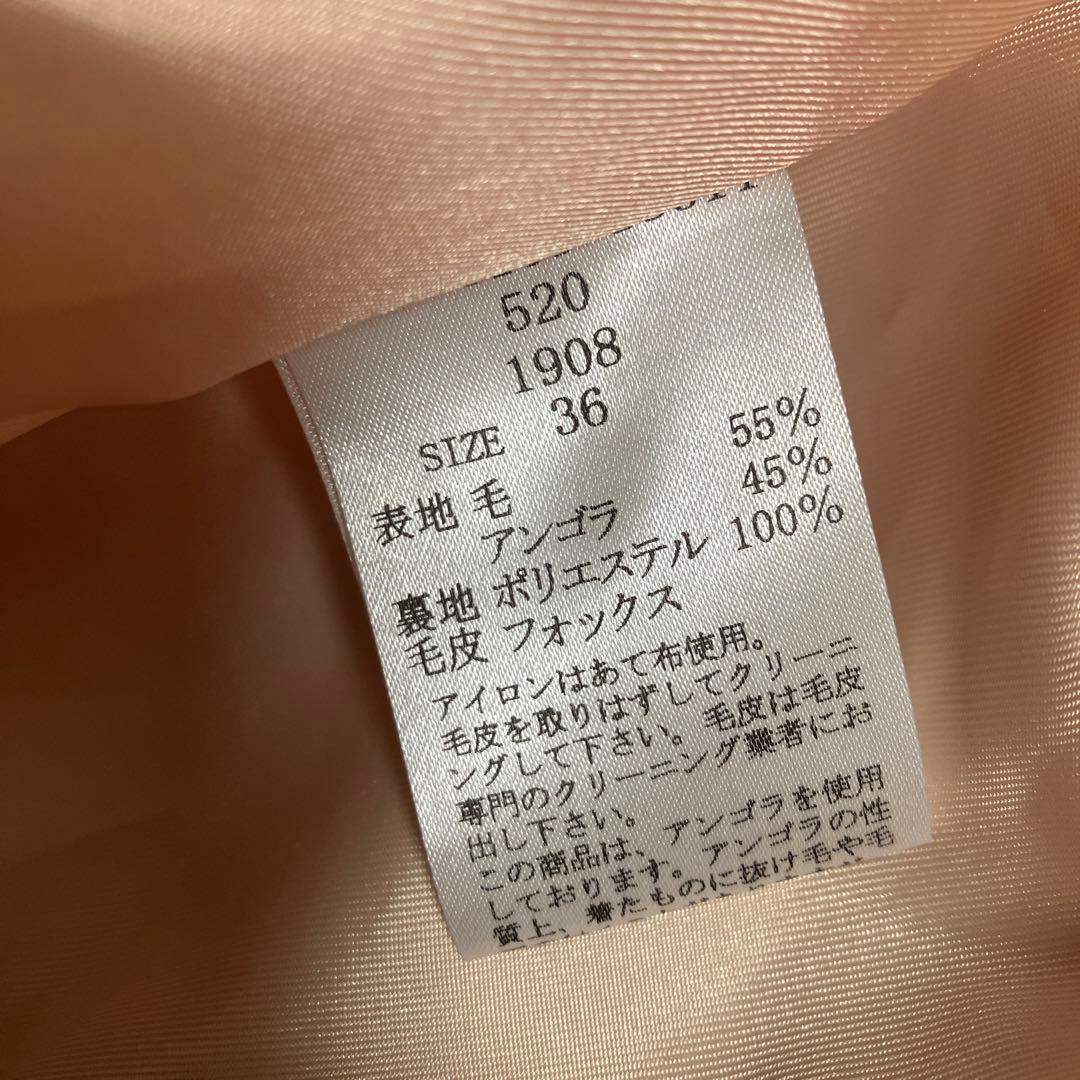 520
1908
SIZE 36
表地 毛 55%
アンゴラ 45%
裏地 ポリエステル 100%
毛皮 フォックス
アイロンはあて布使用。
毛皮を取りはずしてクリーニ
ングして下さい。毛皮は毛皮
専門のクリーニング業者にお
出し下さい。
この商品は、アンゴラを使用
しております。アンゴラの性
質上、着たものに抜け毛や毛